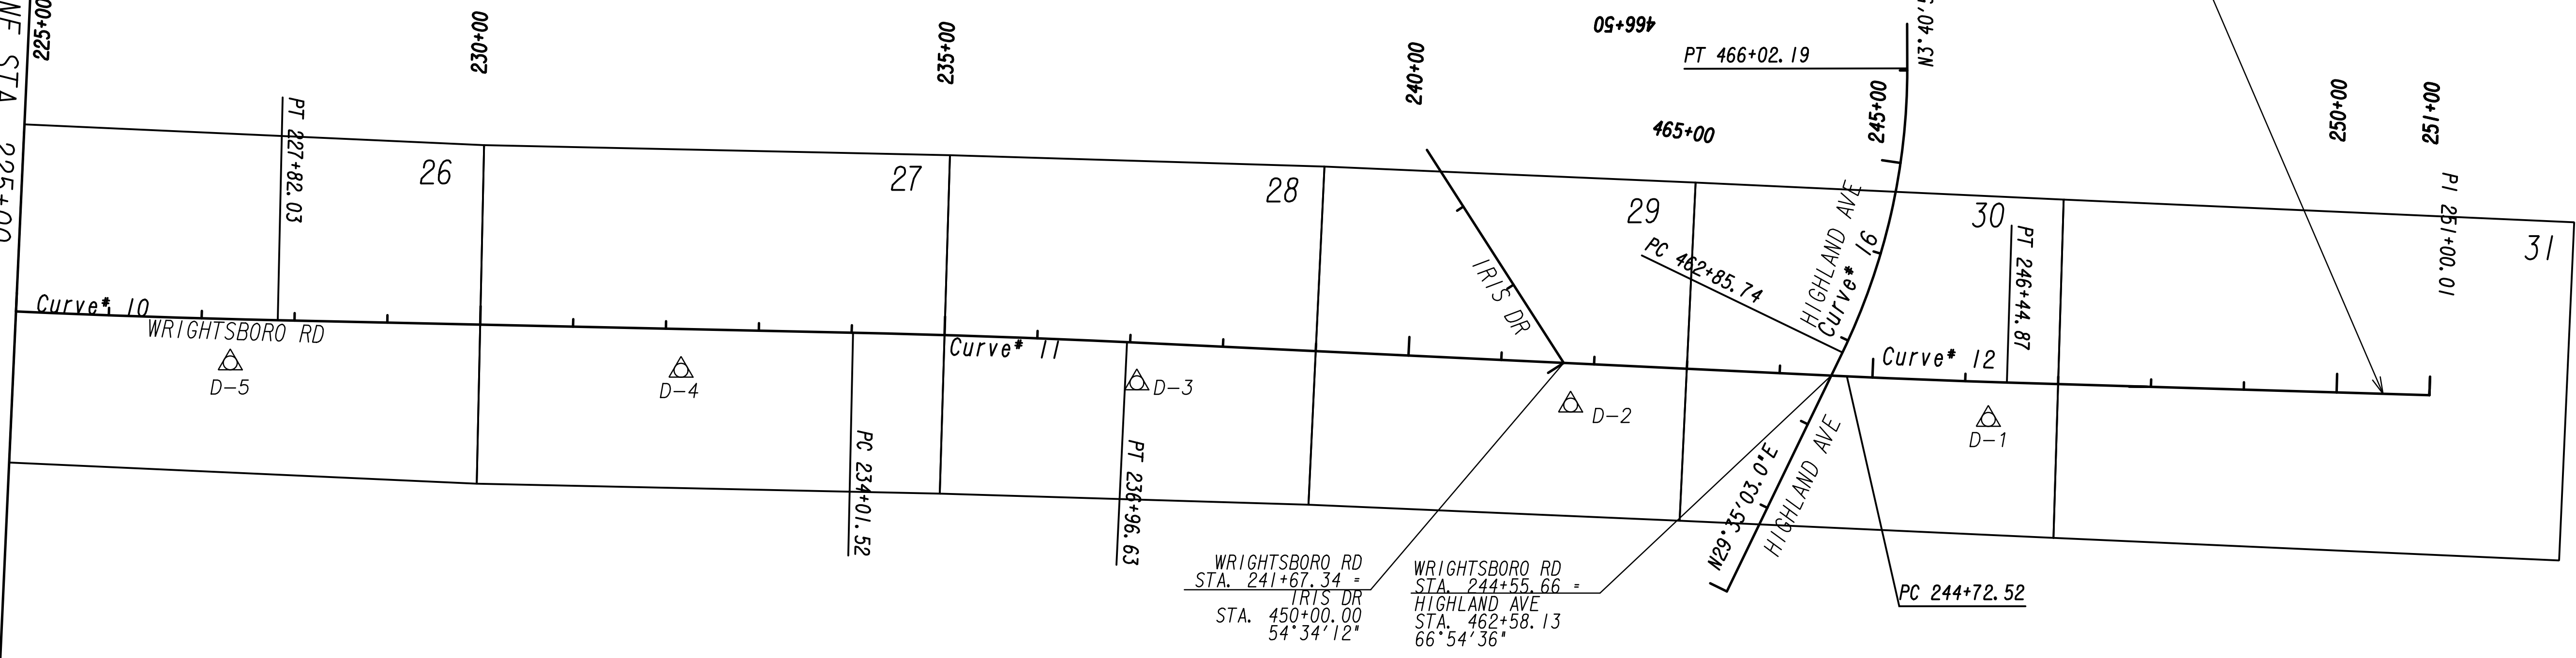 NF STA. 225+00
225+00
230+00
235+00
240+00
466+50
PT 466+02.19
465+00
245+00
250+00
251+00
PT 227+82.03
26
27
28
29
30
31
PI 251+00.01
IRIS DR
PC 462+85.74
HIGHLAND AVE
Curve# 16
PT 246+44.87
Curve# 10
WRIGHTSBORO RD
Curve# 11
Curve# 12
D-5
D-4
D-3
D-2
D-1
PC 234+01.52
PT 236+96.63
N29°35'03.0"E
HIGHLAND AVE
WRIGHTSBORO RD
STA. 241+67.34 =
IRIS DR
STA. 450+00.00
54°34'12"
WRIGHTSBORO RD
STA. 244+55.66 =
HIGHLAND AVE
STA. 462+58.13
66°54'36"
PC 244+72.52